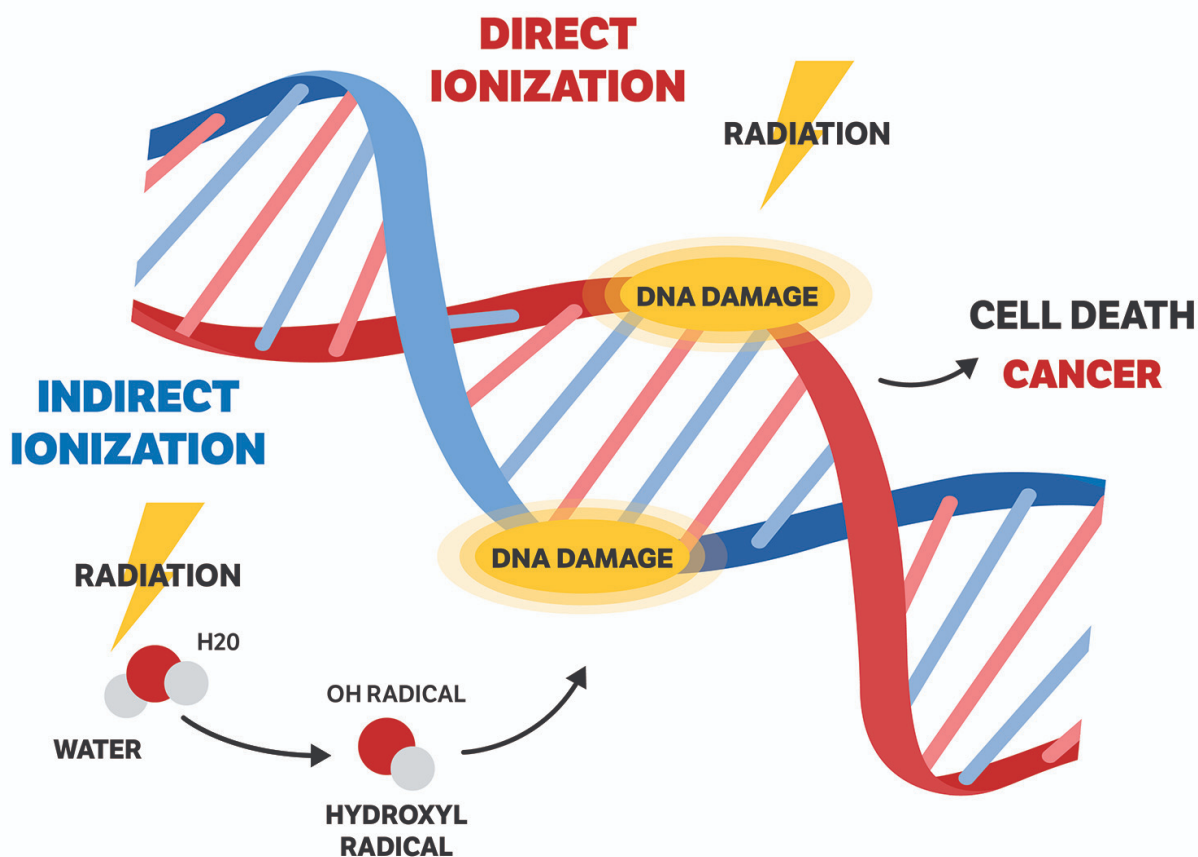 DIRECT
IONIZATION
RADIATION
DNA DAMAGE
CELL DEATH
CANCER
INDIRECT
IONIZATION
DNA DAMAGE
RADIATION
H20
WATER
OH RADICAL
HYDROXYL
RADICAL